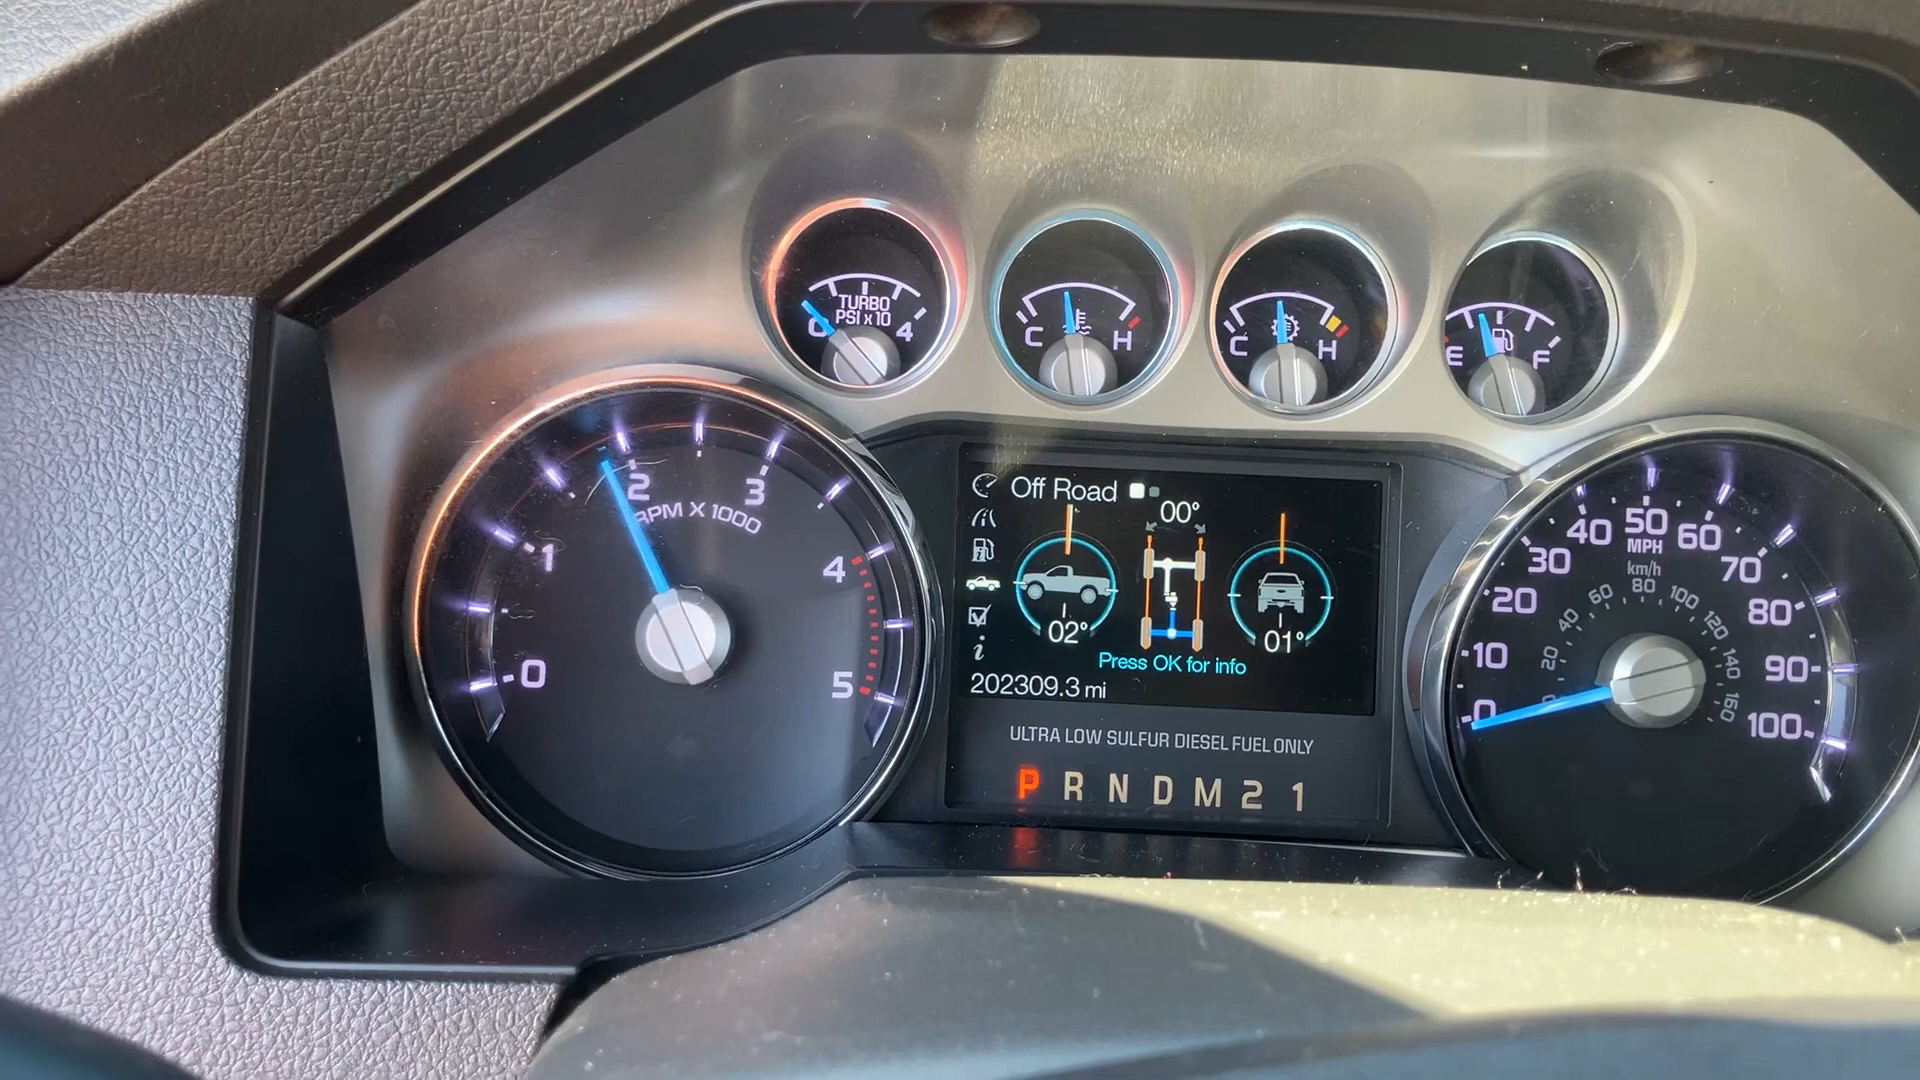 0 TURBO 4
PSI x 10
C H
C H
E F
0 1 2 3 4 5
RPM X 1000
Off Road
00°
02°
01°
Press OK for info
202309.3 mi
ULTRA LOW SULFUR DIESEL FUEL ONLY
P R N D M 2 1
0 10 20 30 40 50 60 70 80 90 100
MPH
km/h
20 40 60 80 100 120 140 160